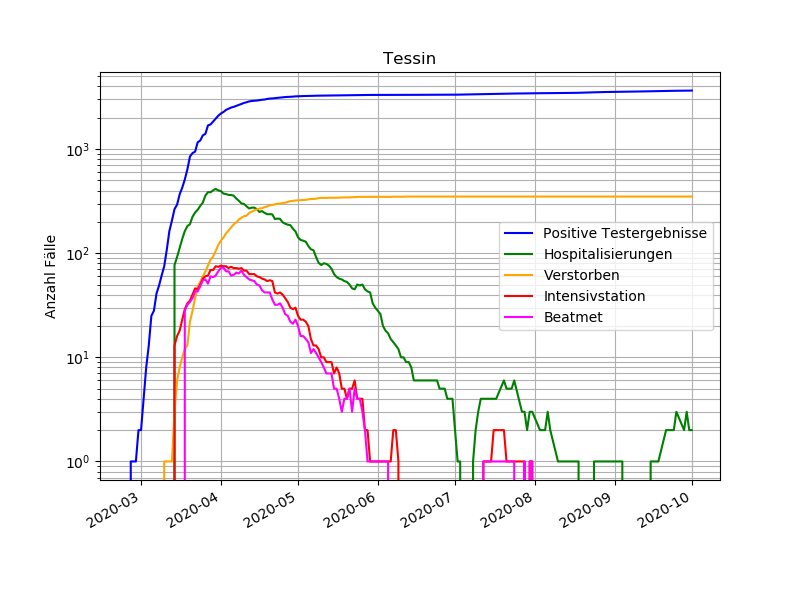 Tessin
Anzahl Fälle
10³
10²
10¹
10⁰
Positive Testergebnisse
Hospitalisierungen
Verstorben
Intensivstation
Beatmet
2020-03
2020-04
2020-05
2020-06
2020-07
2020-08
2020-09
2020-10